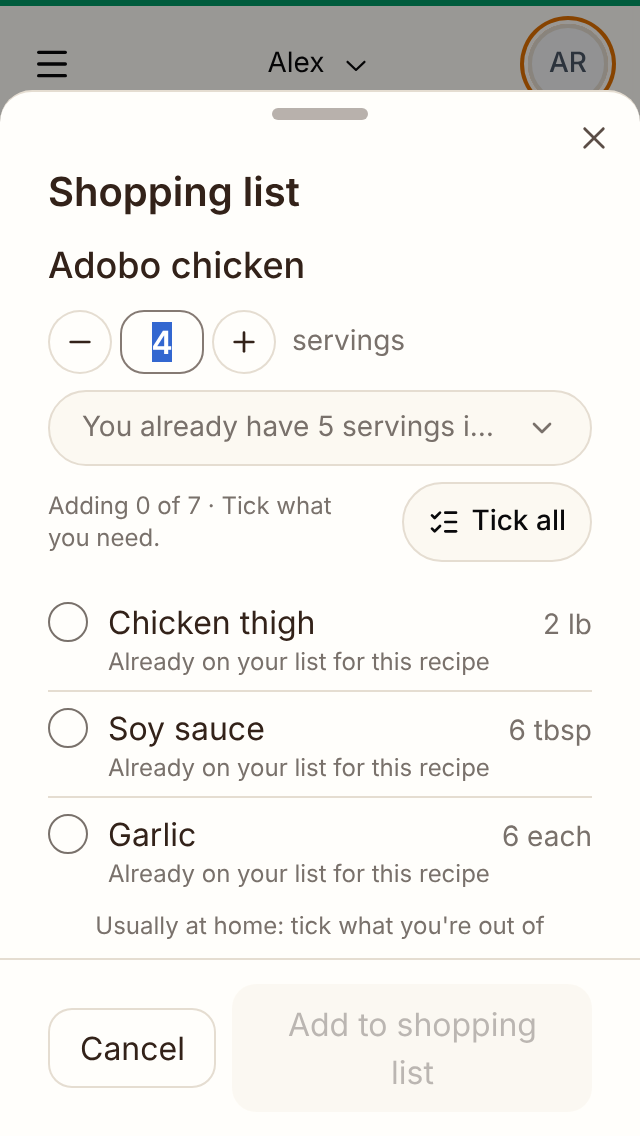 Alex
AR
Shopping list
Adobo chicken
4 servings
You already have 5 servings i...
Adding 0 of 7 · Tick what
you need.
Tick all
Chicken thigh 2 lb
Already on your list for this recipe
Soy sauce 6 tbsp
Already on your list for this recipe
Garlic 6 each
Already on your list for this recipe
Usually at home: tick what you're out of
Cancel
Add to shopping
list